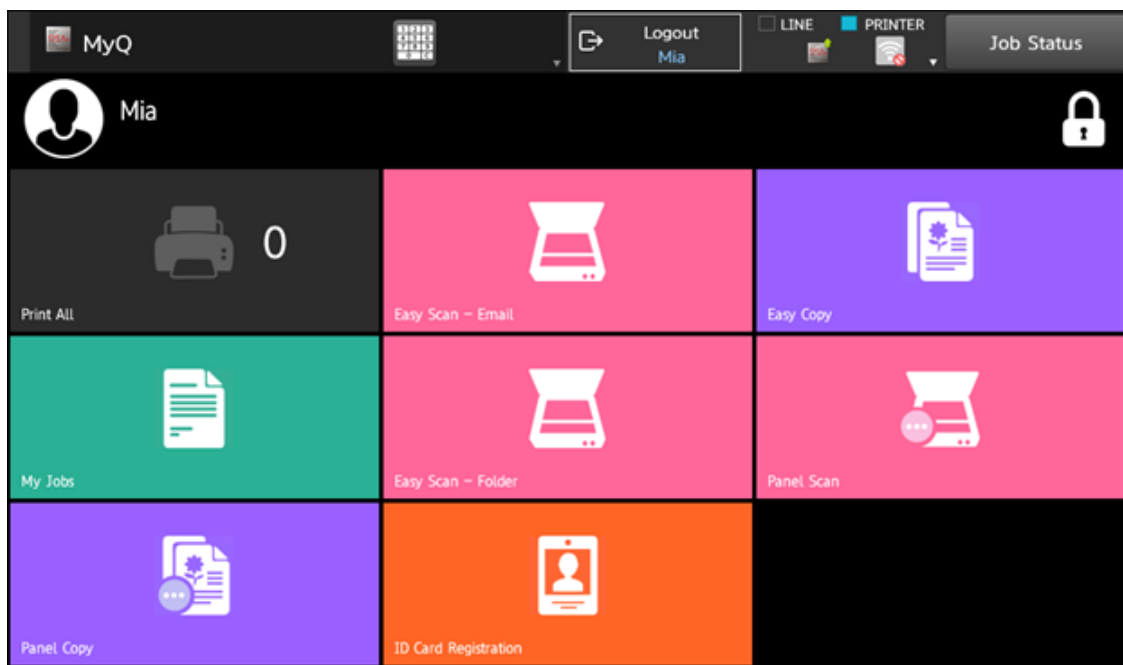 MyQ
Logout
Mia
LINE
PRINTER
Job Status
Mia
0
Print All
Easy Scan – Email
Easy Copy
My Jobs
Easy Scan – Folder
Panel Scan
Panel Copy
ID Card Registration